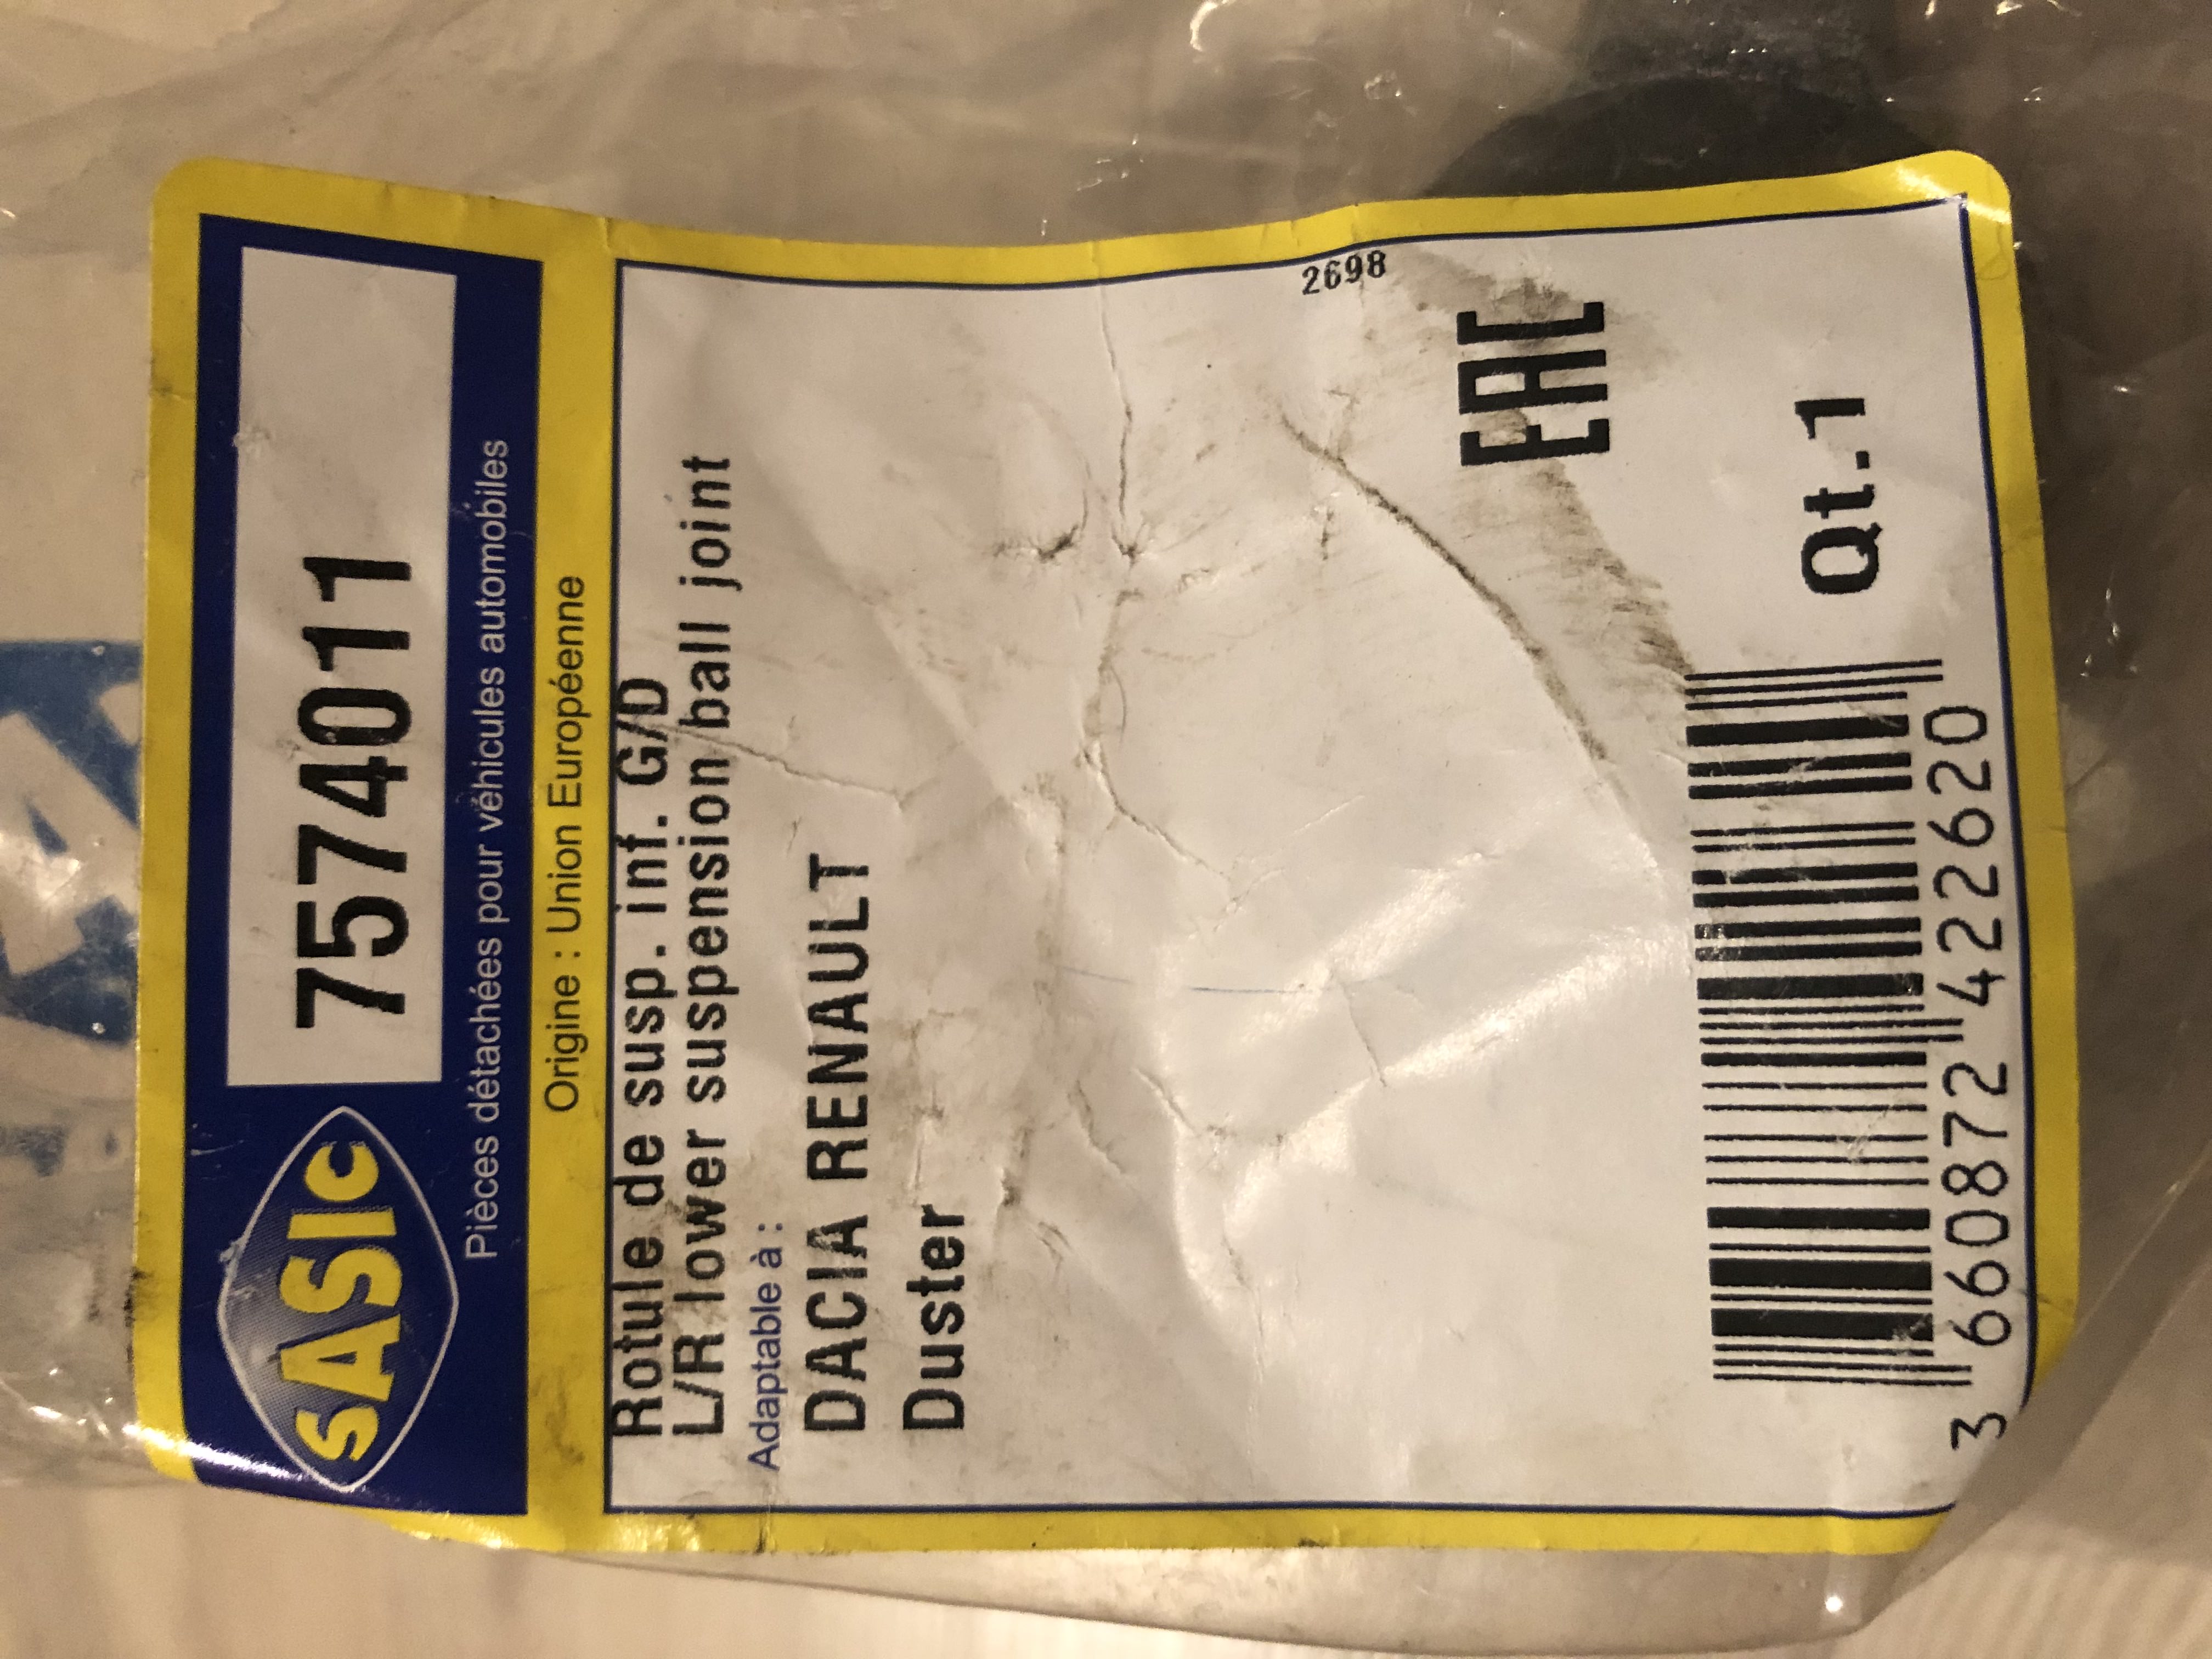 SASIC
7574011
Pièces détachées pour véhicules automobiles
Origine : Union Européenne
Rotule de susp. inf. G/D
L/R lower suspension ball joint
Adaptable à :
DACIA RENAULT
Duster
2698
EAC
Qt.1
3 660872 422620